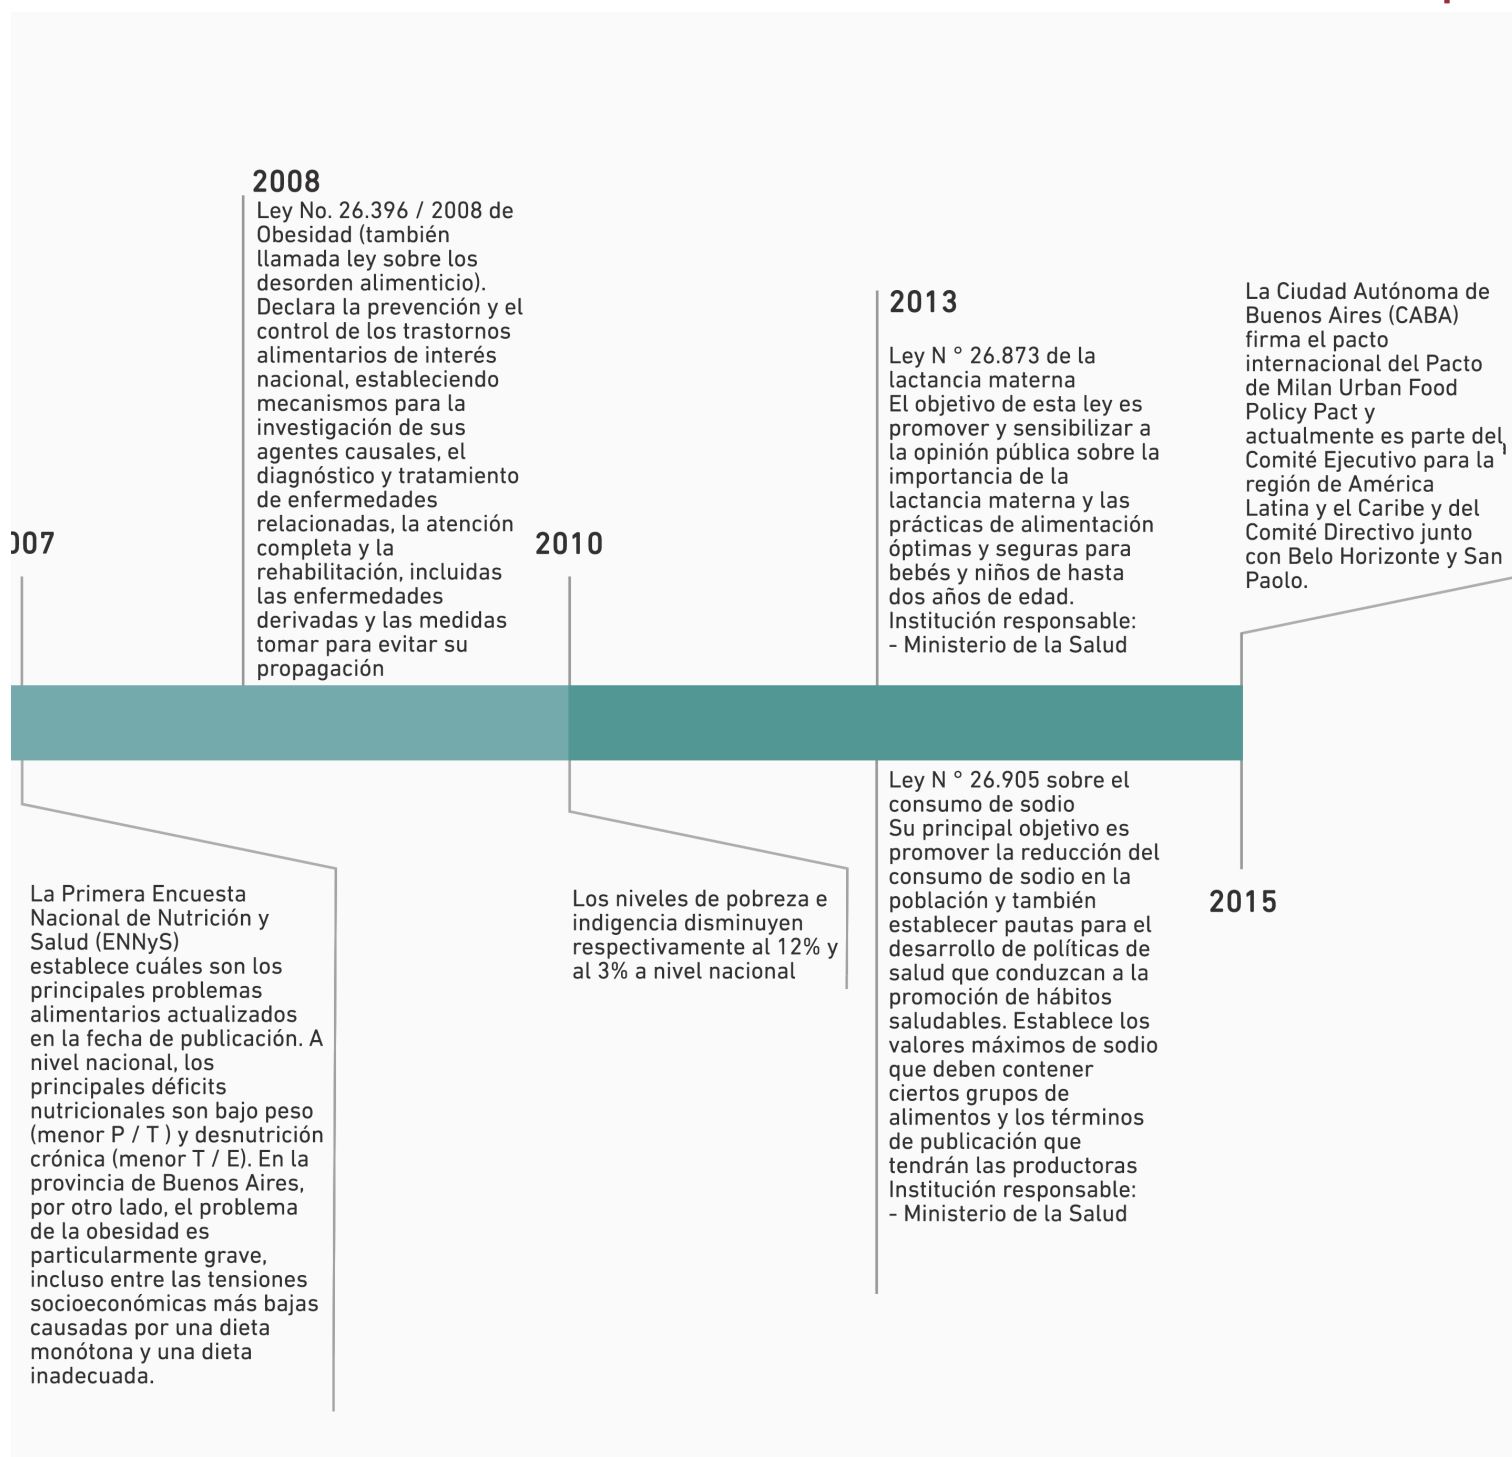 007
La Primera Encuesta
Nacional de Nutrición y
Salud (ENNyS)
establece cuáles son los
principales problemas
alimentarios actualizados
en la fecha de publicación. A
nivel nacional, los
principales déficits
nutricionales son bajo peso
(menor P / T ) y desnutrición
crónica (menor T / E). En la
provincia de Buenos Aires,
por otro lado, el problema
de la obesidad es
particularmente grave,
incluso entre las tensiones
socioeconómicas más bajas
causadas por una dieta
monótona y una dieta
inadecuada.
2008
Ley No. 26.396 / 2008 de
Obesidad (también
llamada ley sobre los
desorden alimenticio).
Declara la prevención y el
control de los trastornos
alimentarios de interés
nacional, estableciendo
mecanismos para la
investigación de sus
agentes causales, el
diagnóstico y tratamiento
de enfermedades
relacionadas, la atención
completa y la
rehabilitación, incluidas
las enfermedades
derivadas y las medidas
tomar para evitar su
propagación
2010
Los niveles de pobreza e
indigencia disminuyen
respectivamente al 12% y
al 3% a nivel nacional
2013
Ley N ° 26.873 de la
lactancia materna
El objetivo de esta ley es
promover y sensibilizar a
la opinión pública sobre la
importancia de la
lactancia materna y las
prácticas de alimentación
óptimas y seguras para
bebés y niños de hasta
dos años de edad.
Institución responsable:
- Ministerio de la Salud
Ley N ° 26.905 sobre el
consumo de sodio
Su principal objetivo es
promover la reducción del
consumo de sodio en la
población y también
establecer pautas para el
desarrollo de políticas de
salud que conduzcan a la
promoción de hábitos
saludables. Establece los
valores máximos de sodio
que deben contener
ciertos grupos de
alimentos y los términos
de publicación que
tendrán las productoras
Institución responsable:
- Ministerio de la Salud
La Ciudad Autónoma de
Buenos Aires (CABA)
firma el pacto
internacional del Pacto
de Milan Urban Food
Policy Pact y
actualmente es parte del
Comité Ejecutivo para la
región de América
Latina y el Caribe y del
Comité Directivo junto
con Belo Horizonte y San
Paolo.
2015